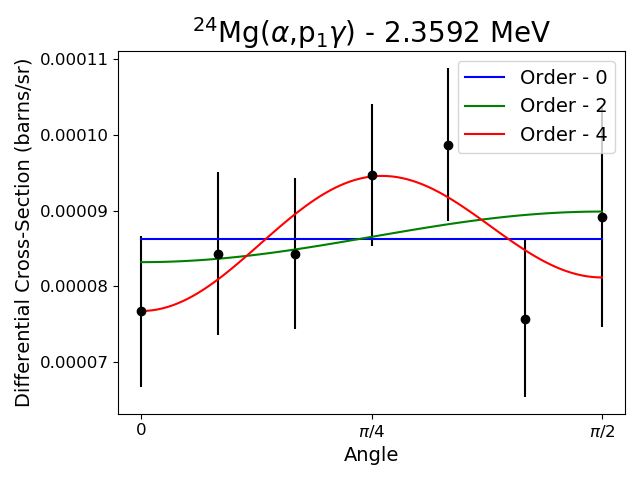 ²⁴Mg(α,p₁γ) - 2.3592 MeV
Differential Cross-Section (barns/sr)
0.00011
0.00010
0.00009
0.00008
0.00007
Order - 0
Order - 2
Order - 4
0
π/4
π/2
Angle